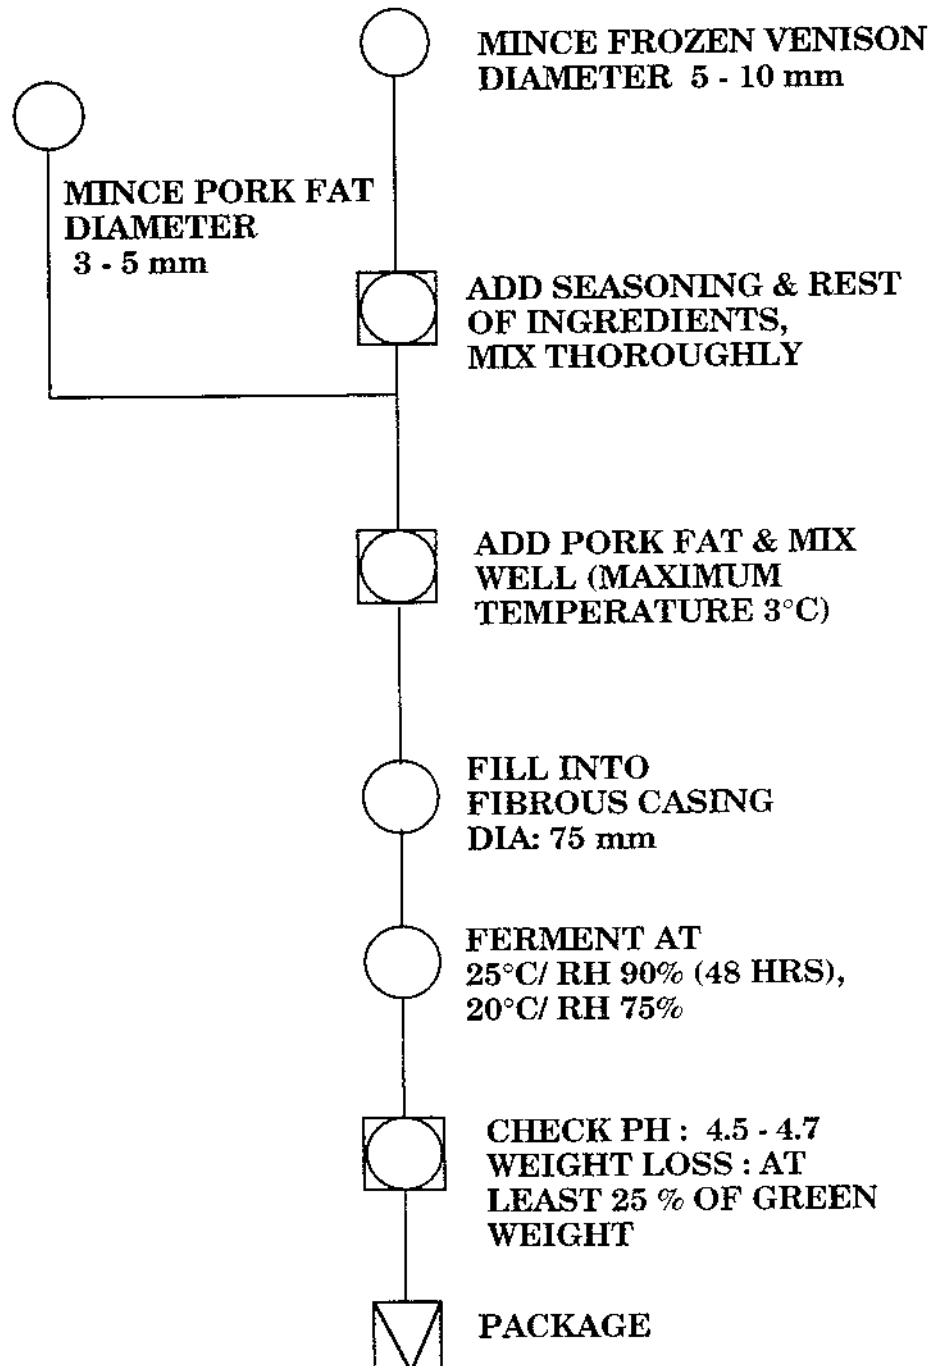 MINCE FROZEN VENISON
DIAMETER 5 - 10 mm
MINCE PORK FAT
DIAMETER
3 - 5 mm
ADD SEASONING & REST
OF INGREDIENTS,
MIX THOROUGHLY
ADD PORK FAT & MIX
WELL (MAXIMUM
TEMPERATURE 3°C)
FILL INTO
FIBROUS CASING
DIA: 75 mm
FERMENT AT
25°C/ RH 90% (48 HRS),
20°C/ RH 75%
CHECK PH : 4.5 - 4.7
WEIGHT LOSS : AT
LEAST 25 % OF GREEN
WEIGHT
PACKAGE